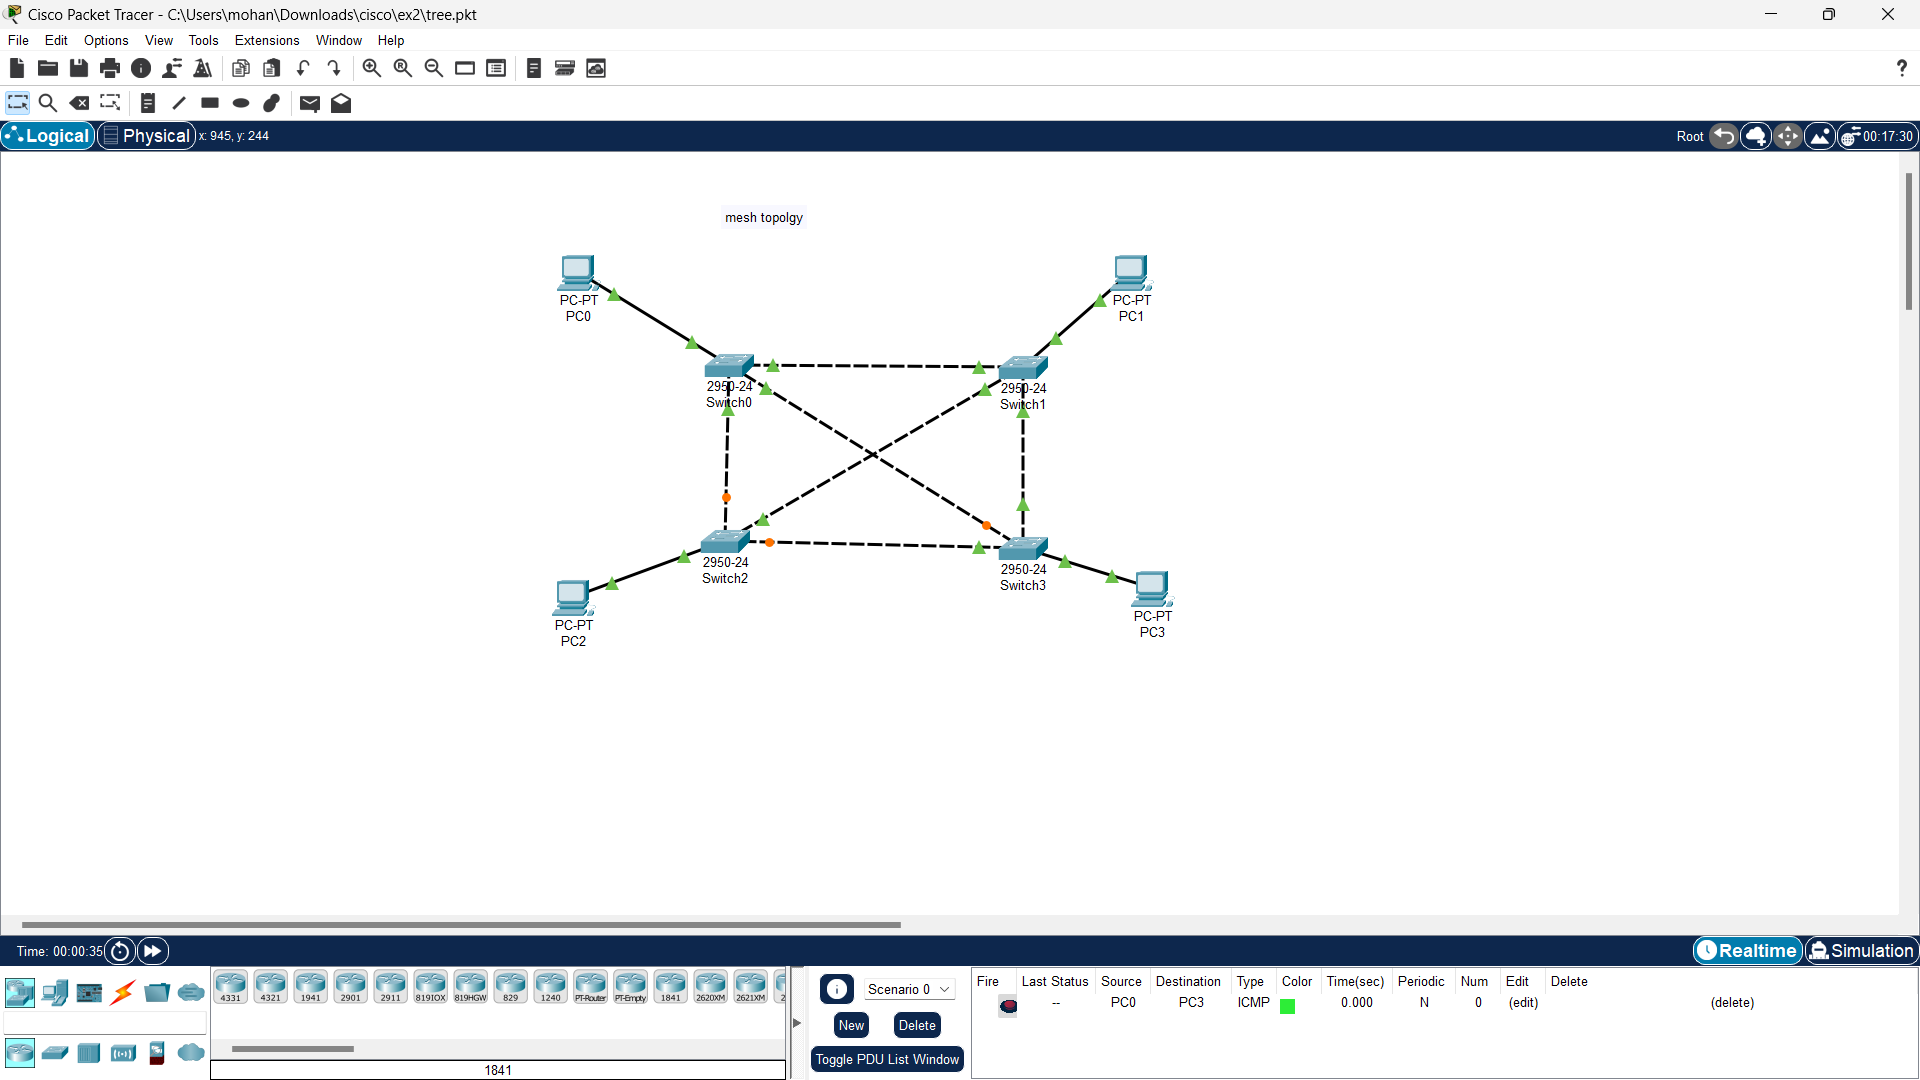 Cisco Packet Tracer - C:\Users\mohan\Downloads\cisco\ex2\tree.pkt
File Edit Options View Tools Extensions Window Help
?
Logical Physical x: 945, y: 244 Root 00:17:30
mesh topolgy
PC-PT
PC0
PC-PT
PC1
2950-24
Switch0
2950-24
Switch1
2950-24
Switch2
2950-24
Switch3
PC-PT
PC2
PC-PT
PC3
Time: 00:00:35 Realtime Simulation
4331 4321 1941 2901 2911 819IOX 819HGW 829 1240 PT-Router PT-Empty 1841 2620XM 2621XM 2
1841
Scenario 0
New Delete
Toggle PDU List Window
Fire Last Status Source Destination Type Color Time(sec) Periodic Num Edit Delete
-- PC0 PC3 ICMP 0.000 N 0 (edit) (delete)